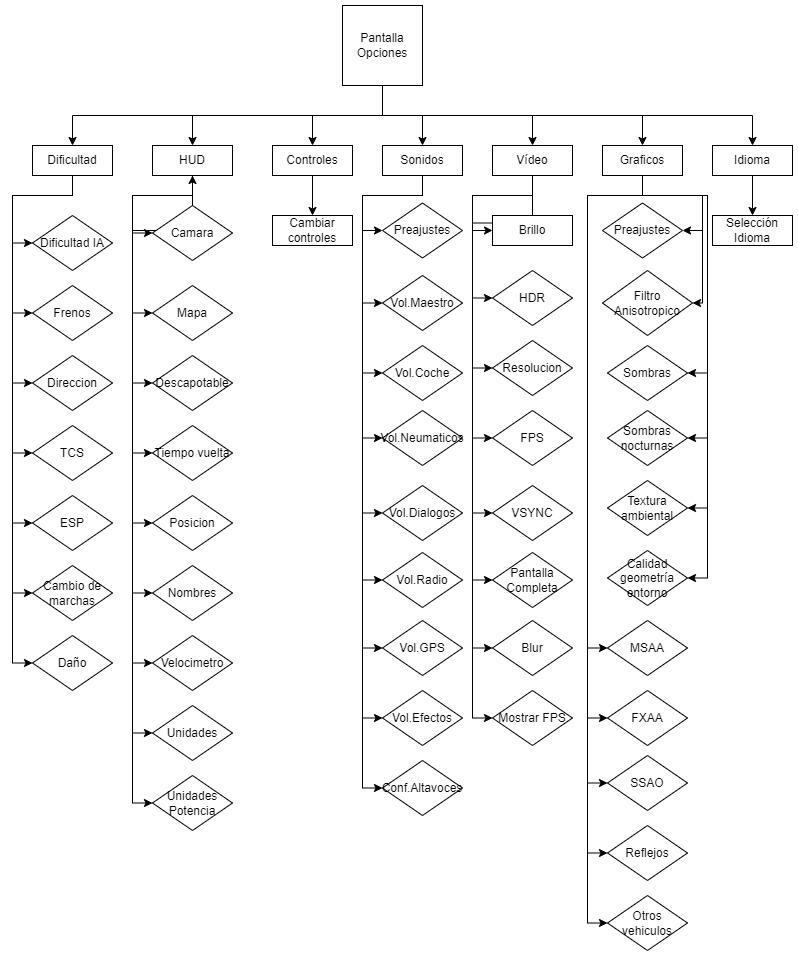 Pantalla
Opciones
Dificultad
HUD
Controles
Sonidos
Vídeo
Graficos
Idioma
Dificultad IA
Frenos
Direccion
TCS
ESP
Cambio de
marchas
Daño
Camara
Mapa
Descapotable
Tiempo vuelta
Posicion
Nombres
Velocimetro
Unidades
Unidades
Potencia
Cambiar
controles
Preajustes
Vol.Maestro
Vol.Coche
Vol.Neumaticos
Vol.Dialogos
Vol.Radio
Vol.GPS
Vol.Efectos
Conf.Altavoces
Brillo
HDR
Resolucion
FPS
VSYNC
Pantalla
Completa
Blur
Mostrar FPS
Preajustes
Filtro
Anisotropico
Sombras
Sombras
nocturnas
Textura
ambiental
Calidad
geometría
entorno
MSAA
FXAA
SSAO
Reflejos
Otros
vehiculos
Selección
Idioma